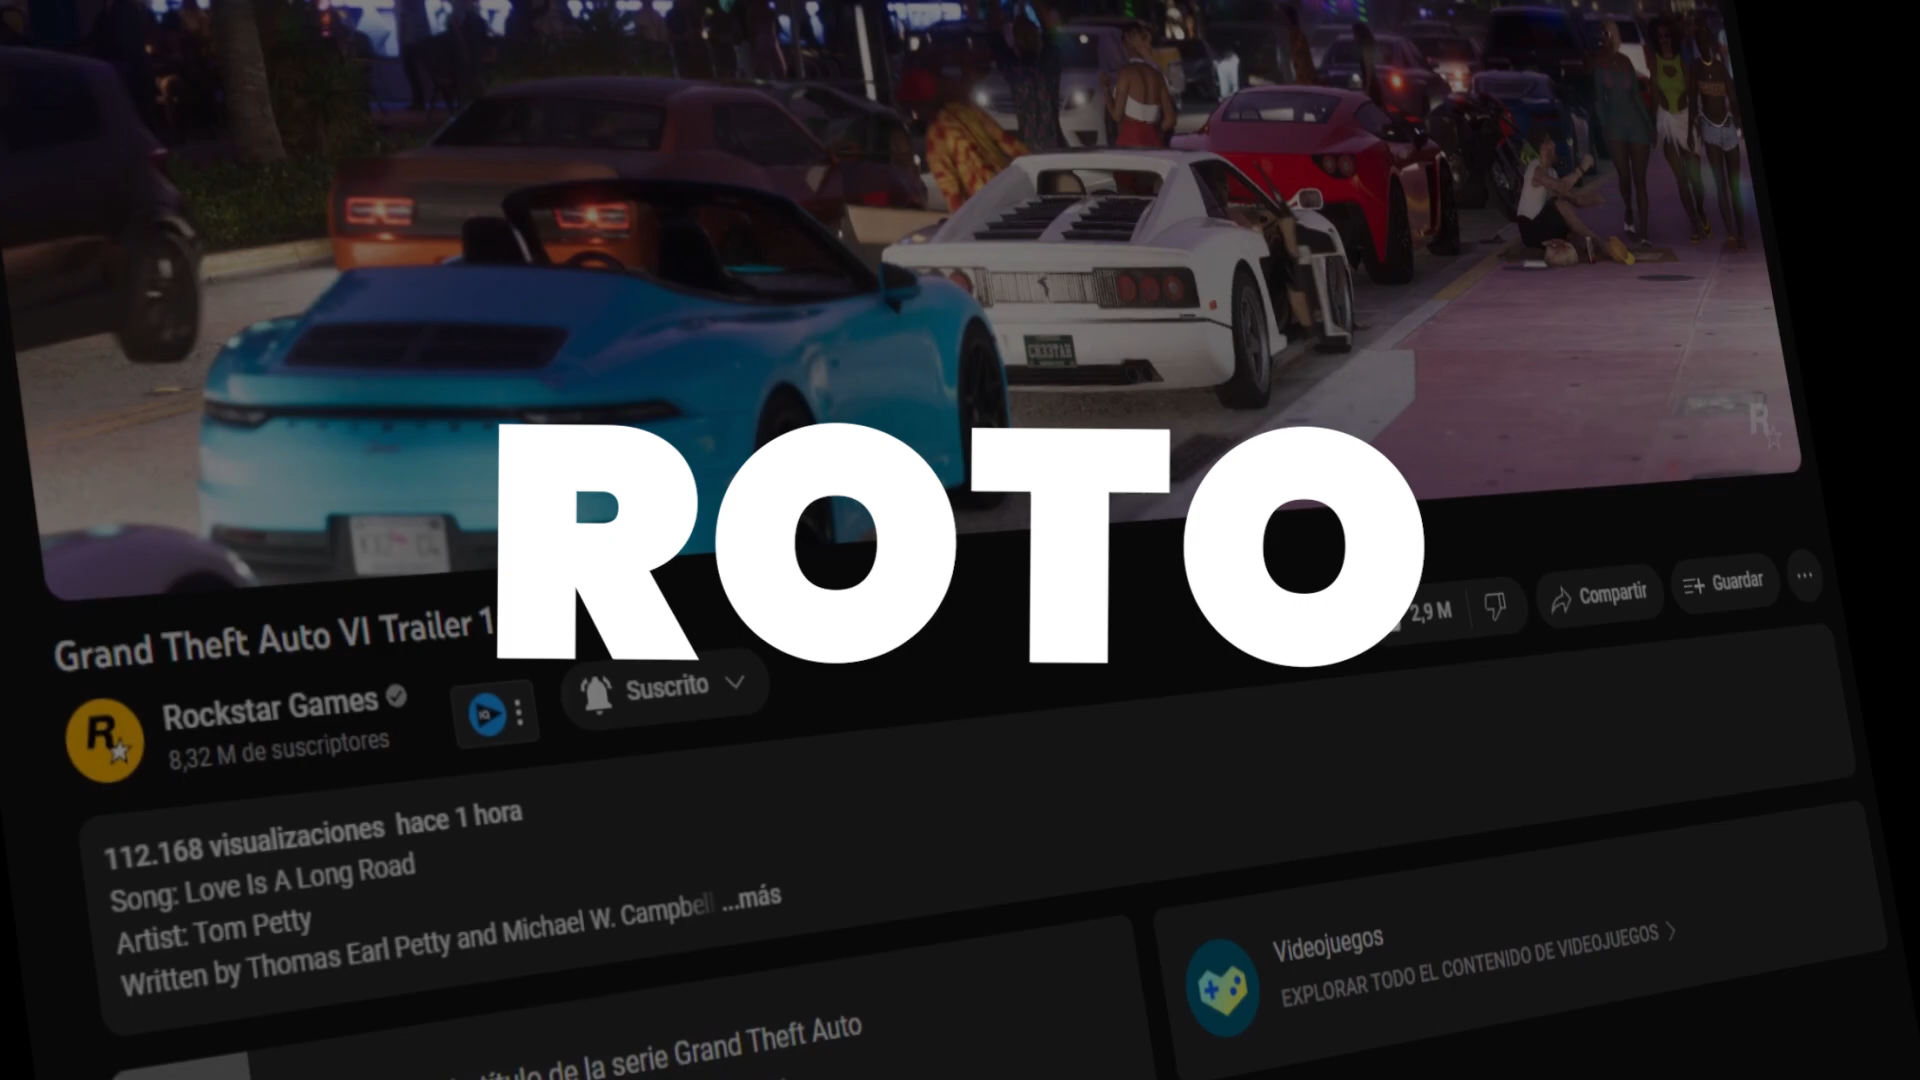 CH33TAH
R
ROTO
Grand Theft Auto VI Trailer 1
2,9 M
Compartir
Guardar
R
Rockstar Games
8,32 M de suscriptores
IQ
Suscrito
112.168 visualizaciones hace 1 hora
Song: Love Is A Long Road
Artist: Tom Petty
Written by Thomas Earl Petty and Michael W. Campbell ...más
Videojuegos
EXPLORAR TODO EL CONTENIDO DE VIDEOJUEGOS
título de la serie Grand Theft Auto